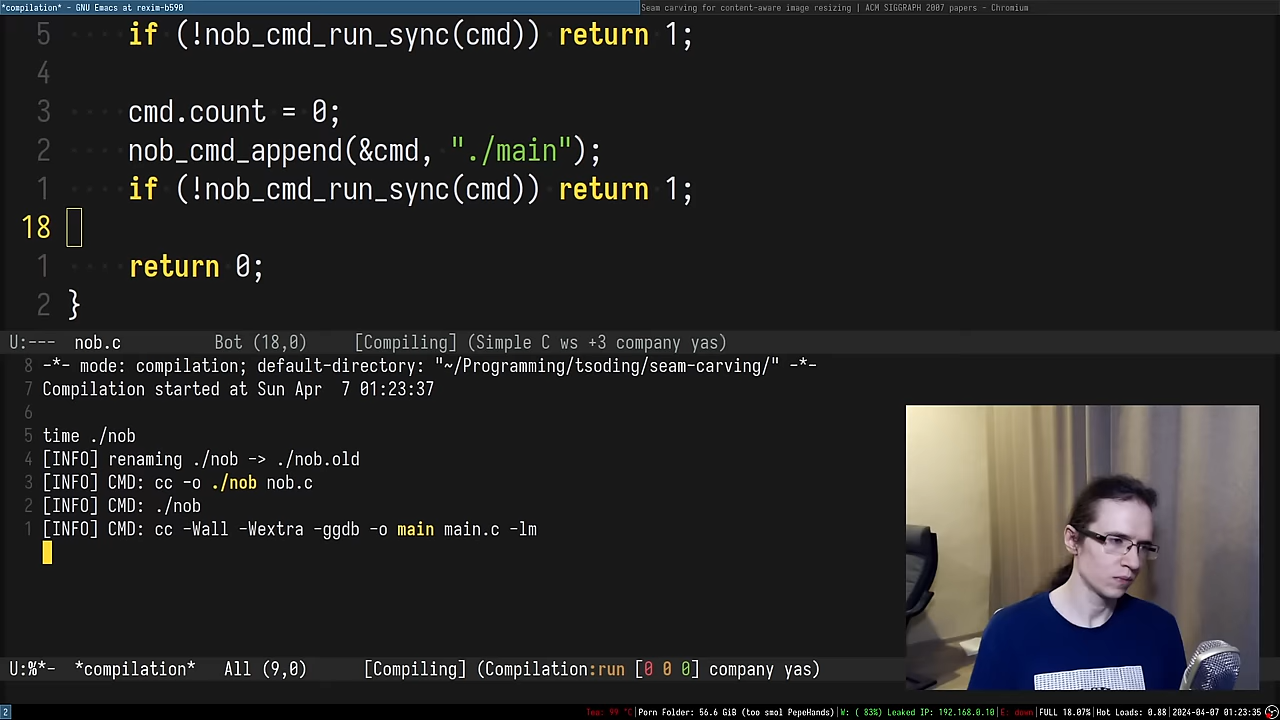 *compilation* - GNU Emacs at rexim-b590
Seam carving for content-aware image resizing | ACM SIGGRAPH 2007 papers - Chromium
5 if (!nob_cmd_run_sync(cmd)) return 1;
4
3 cmd.count = 0;
2 nob_cmd_append(&cmd, "./main");
1 if (!nob_cmd_run_sync(cmd)) return 1;
18
1 return 0;
2 }
U:--- nob.c Bot (18,0) [Compiling] (Simple C ws +3 company yas)
8 -*- mode: compilation; default-directory: "~/Programming/tsoding/seam-carving/" -*-
7 Compilation started at Sun Apr  7 01:23:37
6
5 time ./nob
4 [INFO] renaming ./nob -> ./nob.old
3 [INFO] CMD: cc -o ./nob nob.c
2 [INFO] CMD: ./nob
1 [INFO] CMD: cc -Wall -Wextra -ggdb -o main main.c -lm
U:%*- *compilation* All (9,0) [Compiling] (Compilation:run [0 0 0] company yas)
2 Tea: 99 °C|Porn Folder: 56.6 GiB (too smol PepeHands)|W: ( 83%) Leaked IP: 192.168.0.10|E: down|FULL 18.07%|Hot Loads: 0.88|2024-04-07 01:23:35